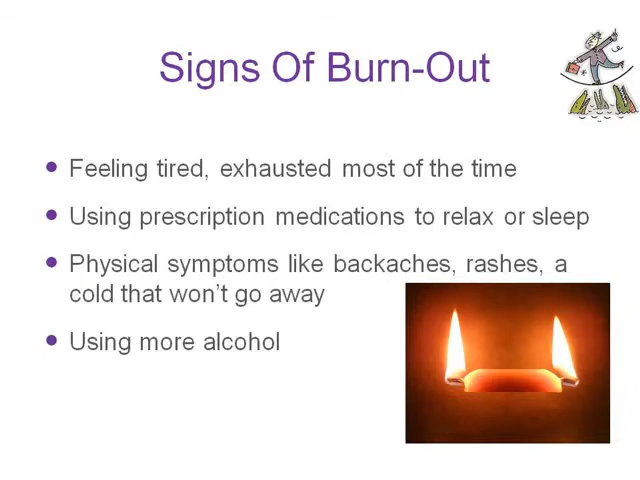 Signs Of Burn-Out
Feeling tired, exhausted most of the time
Using prescription medications to relax or sleep
Physical symptoms like backaches, rashes, a
cold that won't go away
Using more alcohol